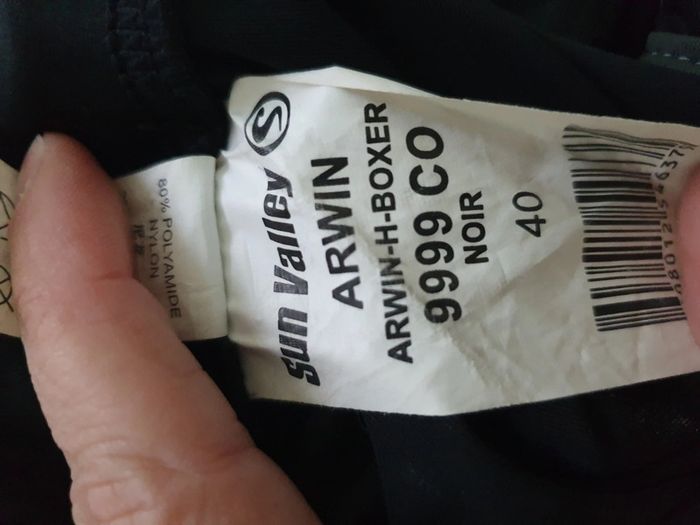 Sun Valley
ARWIN
ARWIN-H-BOXER
9999 CO
NOIR
40
80% POLYAMIDE
NYLON